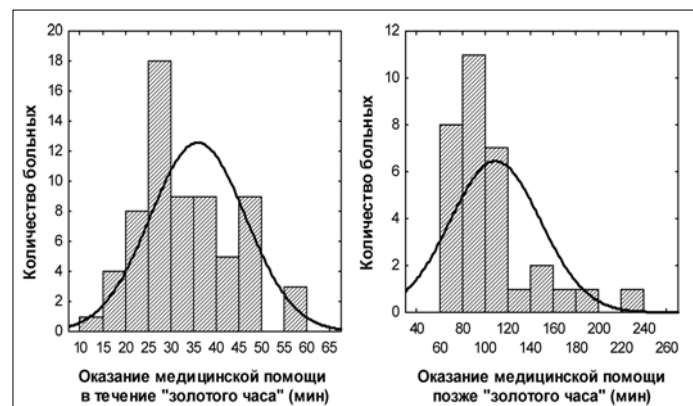 Количество больных
20
18
16
14
12
10
8
6
4
2
0
10 15 20 25 30 35 40 45 50 55 60 65
Оказание медицинской помощи
в течение "золотого часа" (мин)
Количество больных
12
10
8
6
4
2
0
40 80 120 160 200 240
60 100 140 180 220 260
Оказание медицинской помощи
позже "золотого часа" (мин)